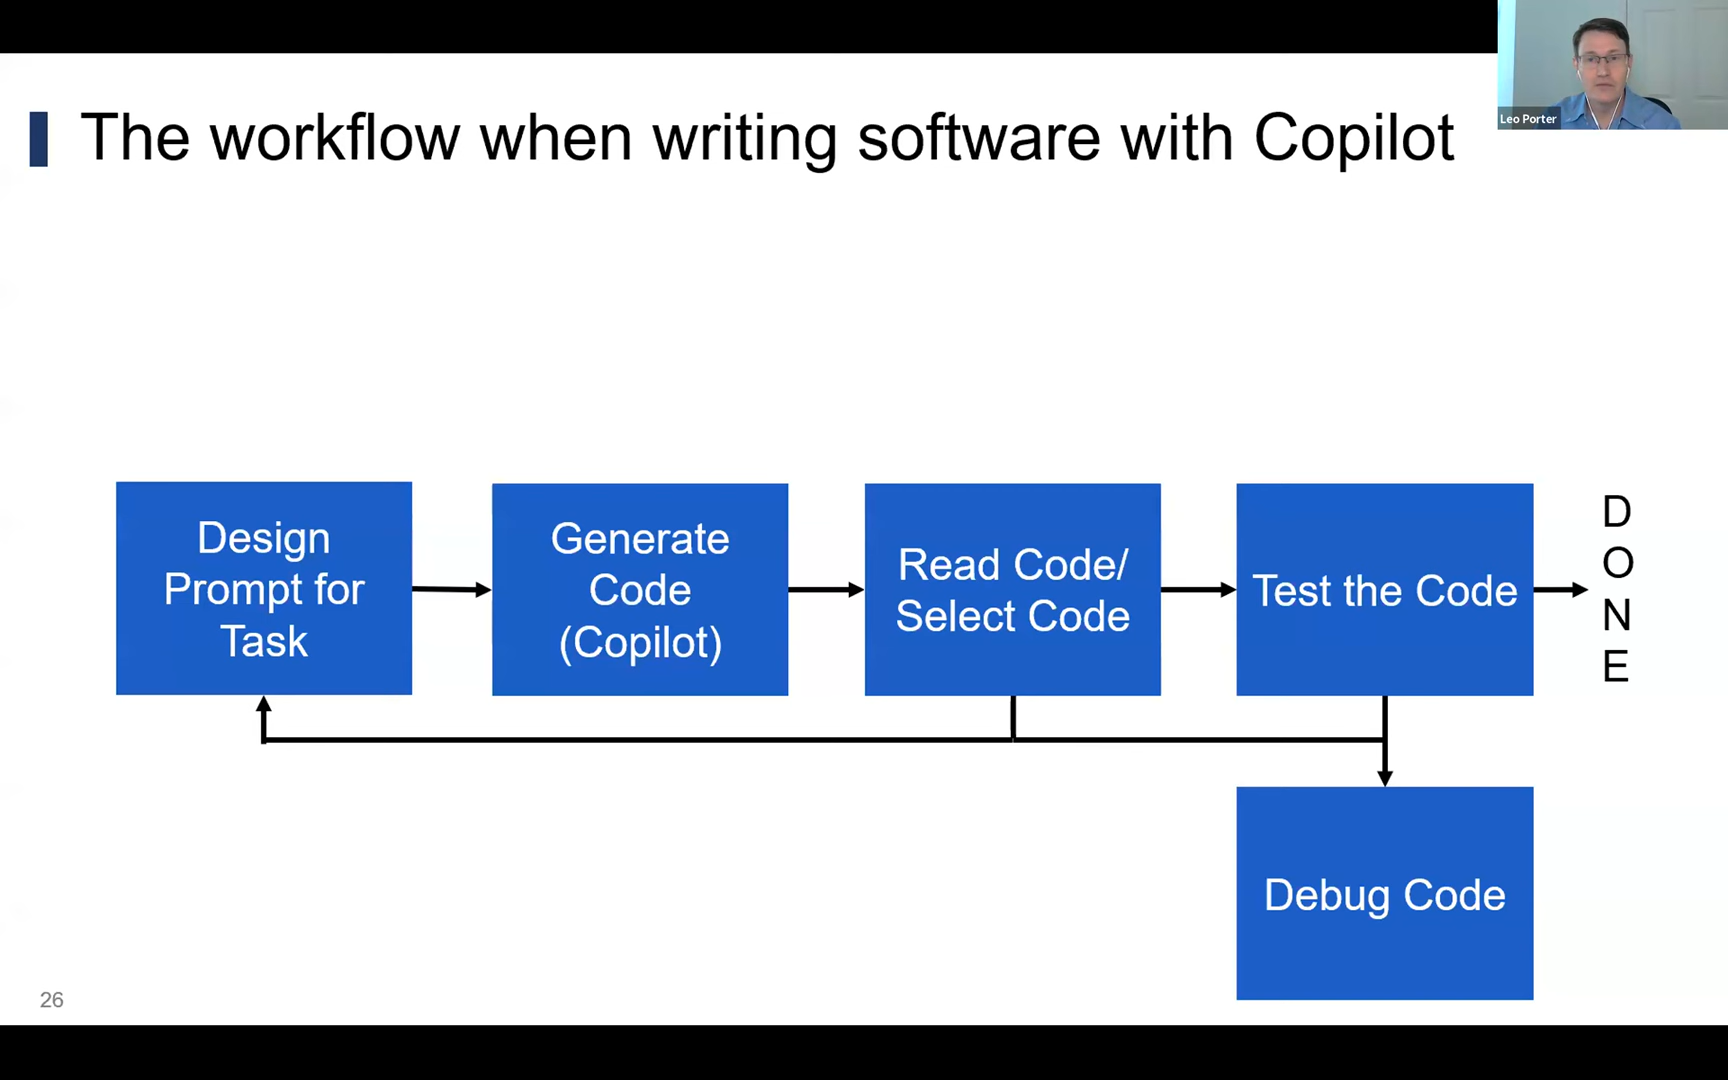 Leo Porter
The workflow when writing software with Copilot
Design
Prompt for
Task
Generate
Code
(Copilot)
Read Code/
Select Code
Test the Code
D
O
N
E
Debug Code
26